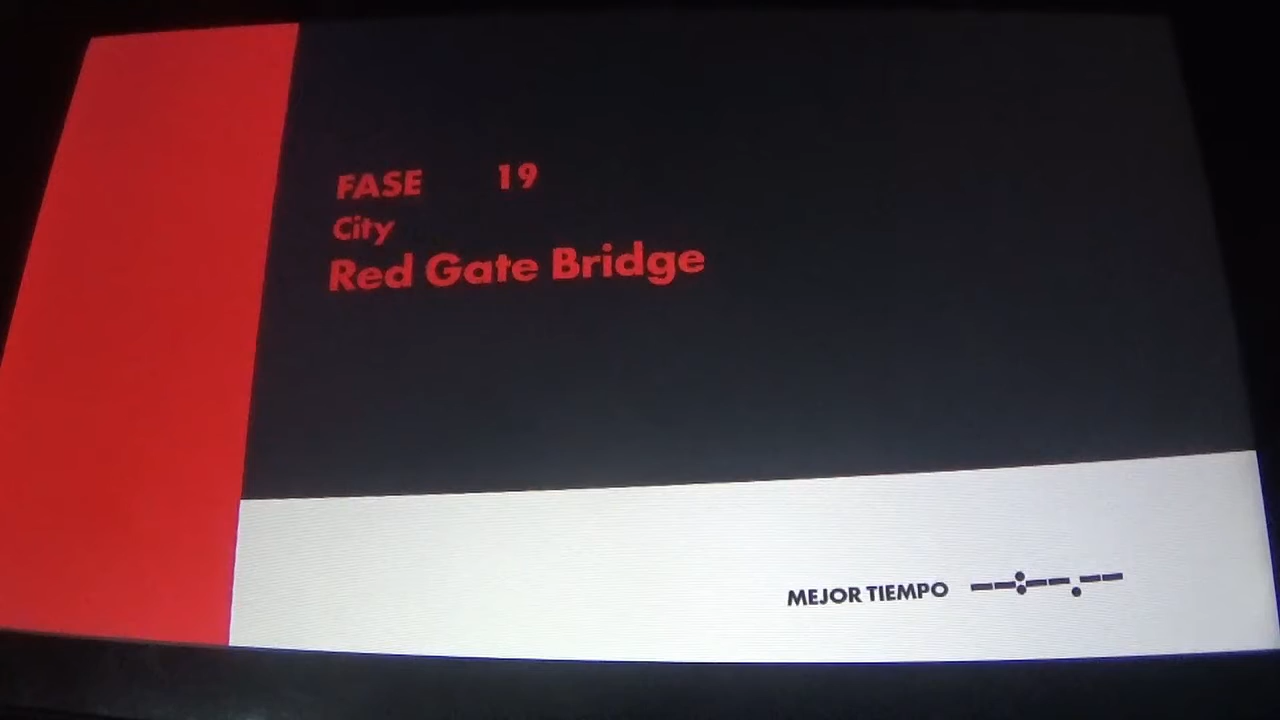 FASE 19
City
Red Gate Bridge
MEJOR TIEMPO --:--.--